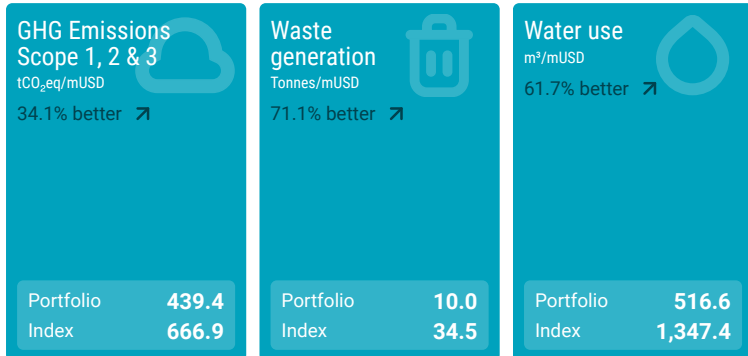 GHG Emissions
Scope 1, 2 & 3
tCO₂eq/mUSD
34.1% better
Portfolio 439.4
Index 666.9
Waste
generation
Tonnes/mUSD
71.1% better
Portfolio 10.0
Index 34.5
Water use
m³/mUSD
61.7% better
Portfolio 516.6
Index 1,347.4